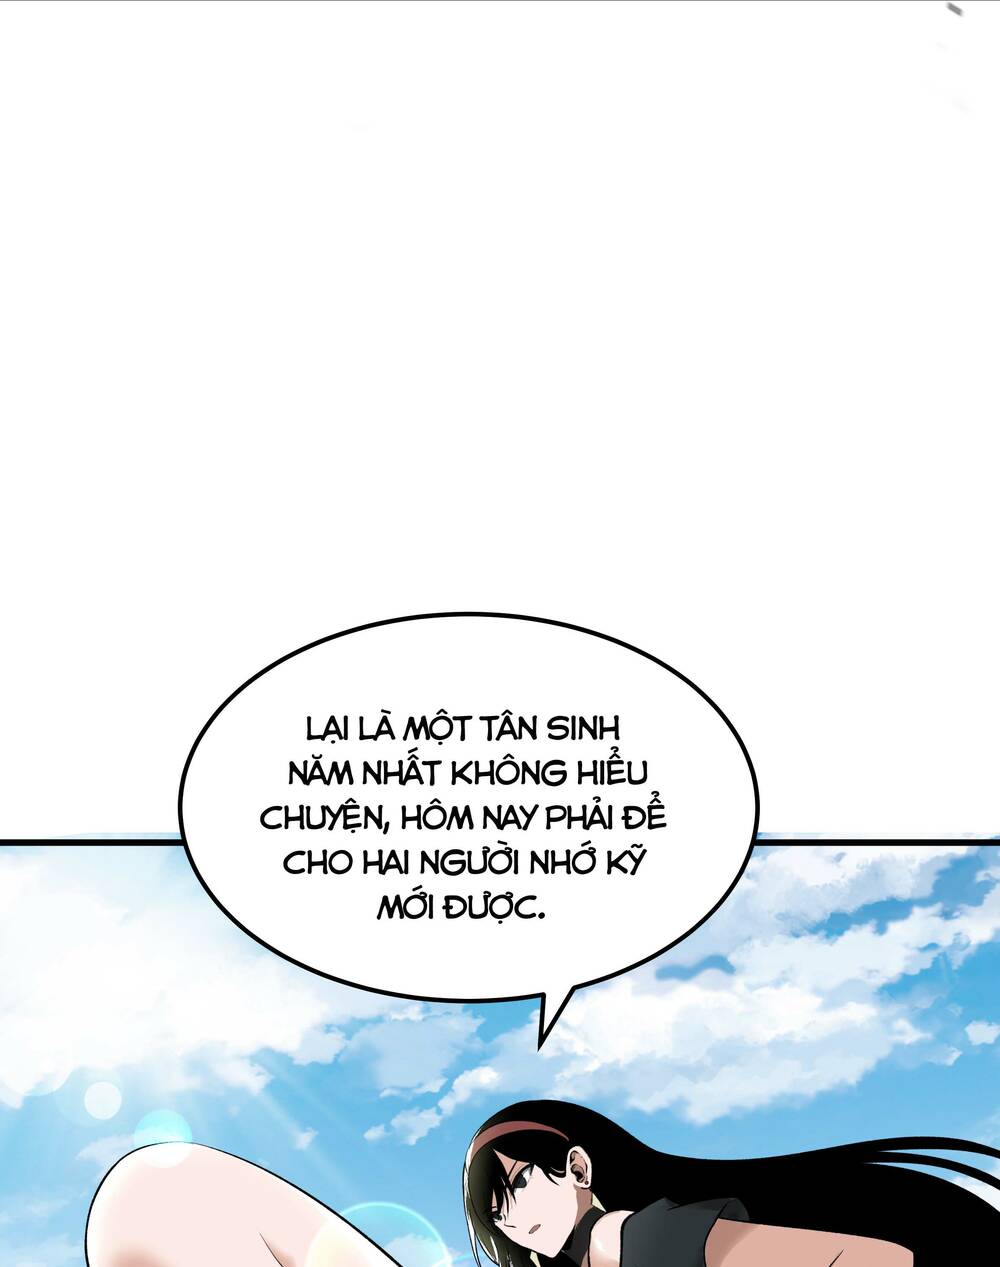 LẠI LÀ MỘT TÂN SINH
NĂM NHẤT KHÔNG HIỂU
CHUYỆN, HÔM NAY PHẢI ĐỂ
CHO HAI NGƯỜI NHỚ KỸ
MỚI ĐƯỢC.